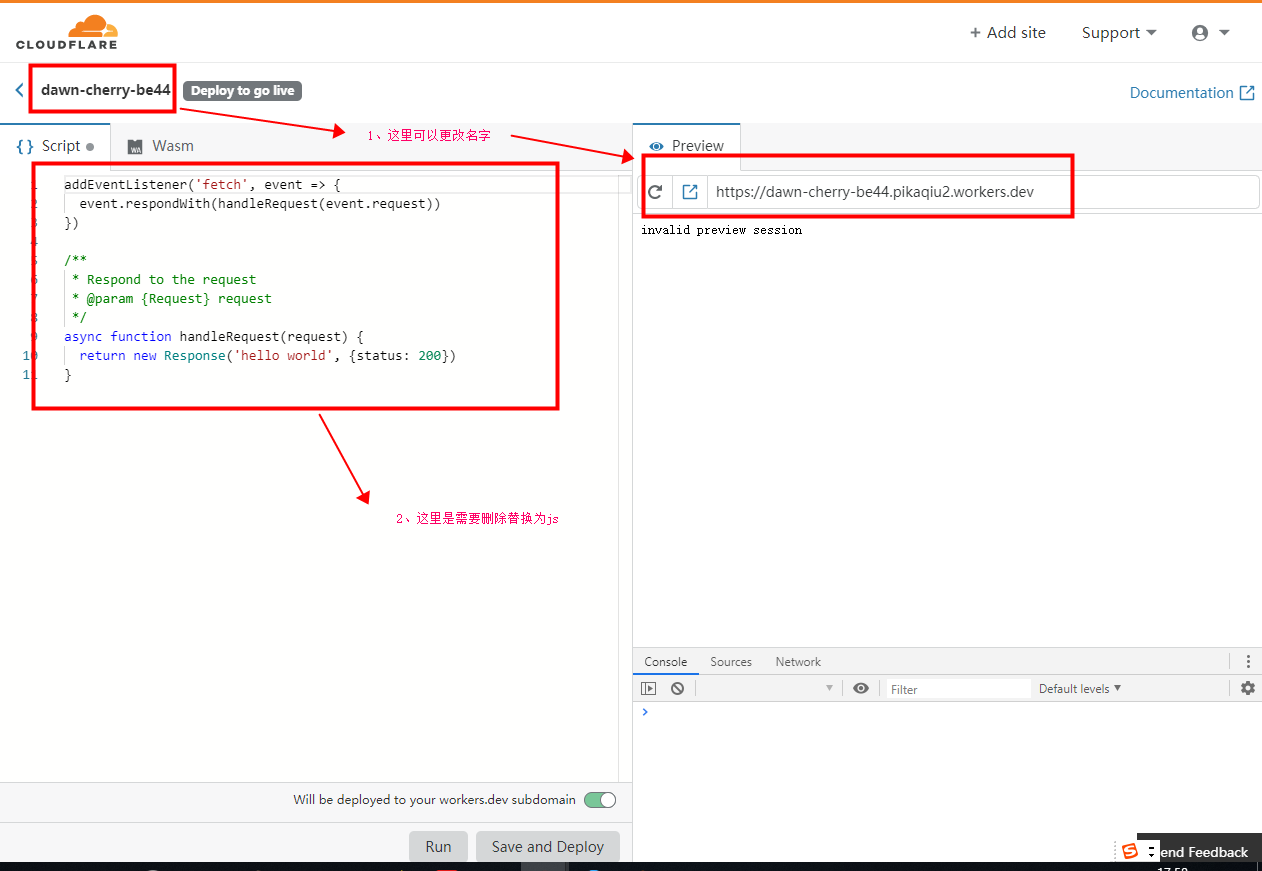 CLOUDFLARE
+ Add site
Support
dawn-cherry-be44
Deploy to go live
Documentation
1、这里可以更改名字
{} Script
WA
Wasm
Preview
https://dawn-cherry-be44.pikaqiu2.workers.dev
invalid preview session
1 addEventListener('fetch', event => {
2 event.respondWith(handleRequest(event.request))
3 })
4
5 /**
6 * Respond to the request
7 * @param {Request} request
8 */
9 async function handleRequest(request) {
10 return new Response('hello world', {status: 200})
11 }
2、这里是需要删除替换为js
Console
Sources
Network
Filter
Default levels
Will be deployed to your workers.dev subdomain
Run
Save and Deploy
end Feedback